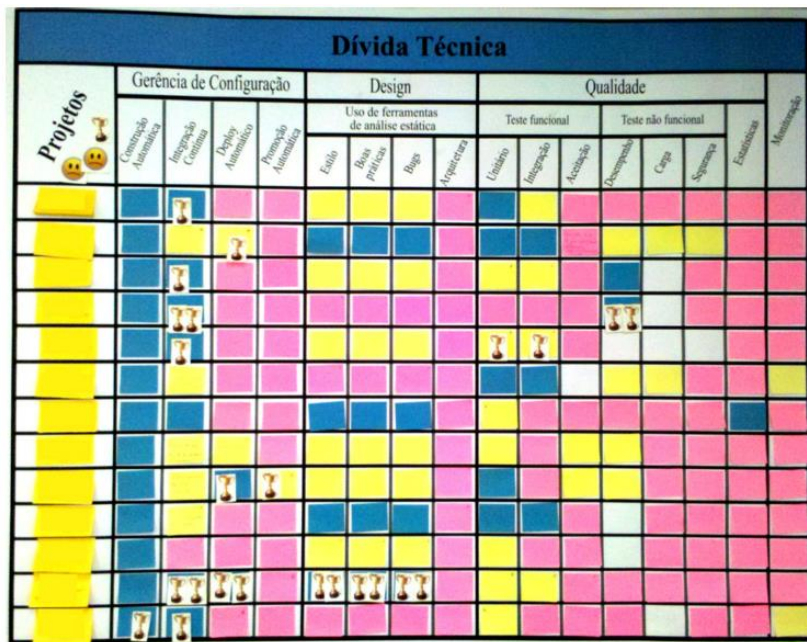 Dívida Técnica
Projetos
Gerência de Configuração
Design
Qualidade
Uso de ferramentas
de análise estática
Teste funcional
Teste não funcional
Construção
Automática
Integração
Contínua
Deploy
Automático
Promoção
Automática
Estilo
Boas
práticas
Bugs
Arquitetura
Unitário
Integração
Aceitação
Desempenho
Carga
Segurança
Estatísticas
Monitoração